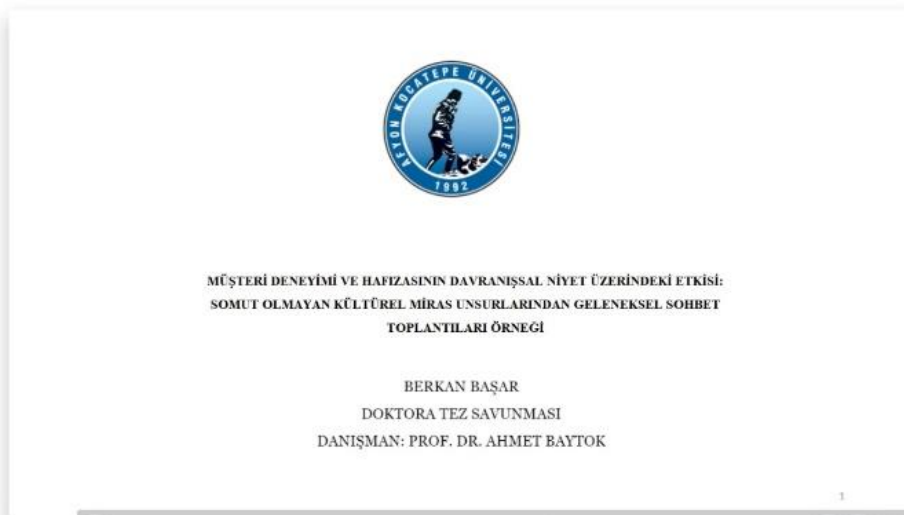 AFYON KOCATEPE ÜNİVERSİTESİ
1992
MÜŞTERİ DENEYİMİ VE HAFIZASININ DAVRANIŞSAL NİYET ÜZERİNDEKİ ETKİSİ:
SOMUT OLMAYAN KÜLTÜREL MİRAS UNSURLARINDAN GELENEKSEL SOHBET
TOPLANTILARI ÖRNEĞİ
BERKAN BAŞAR
DOKTORA TEZ SAVUNMASI
DANIŞMAN: PROF. DR. AHMET BAYTOK
1